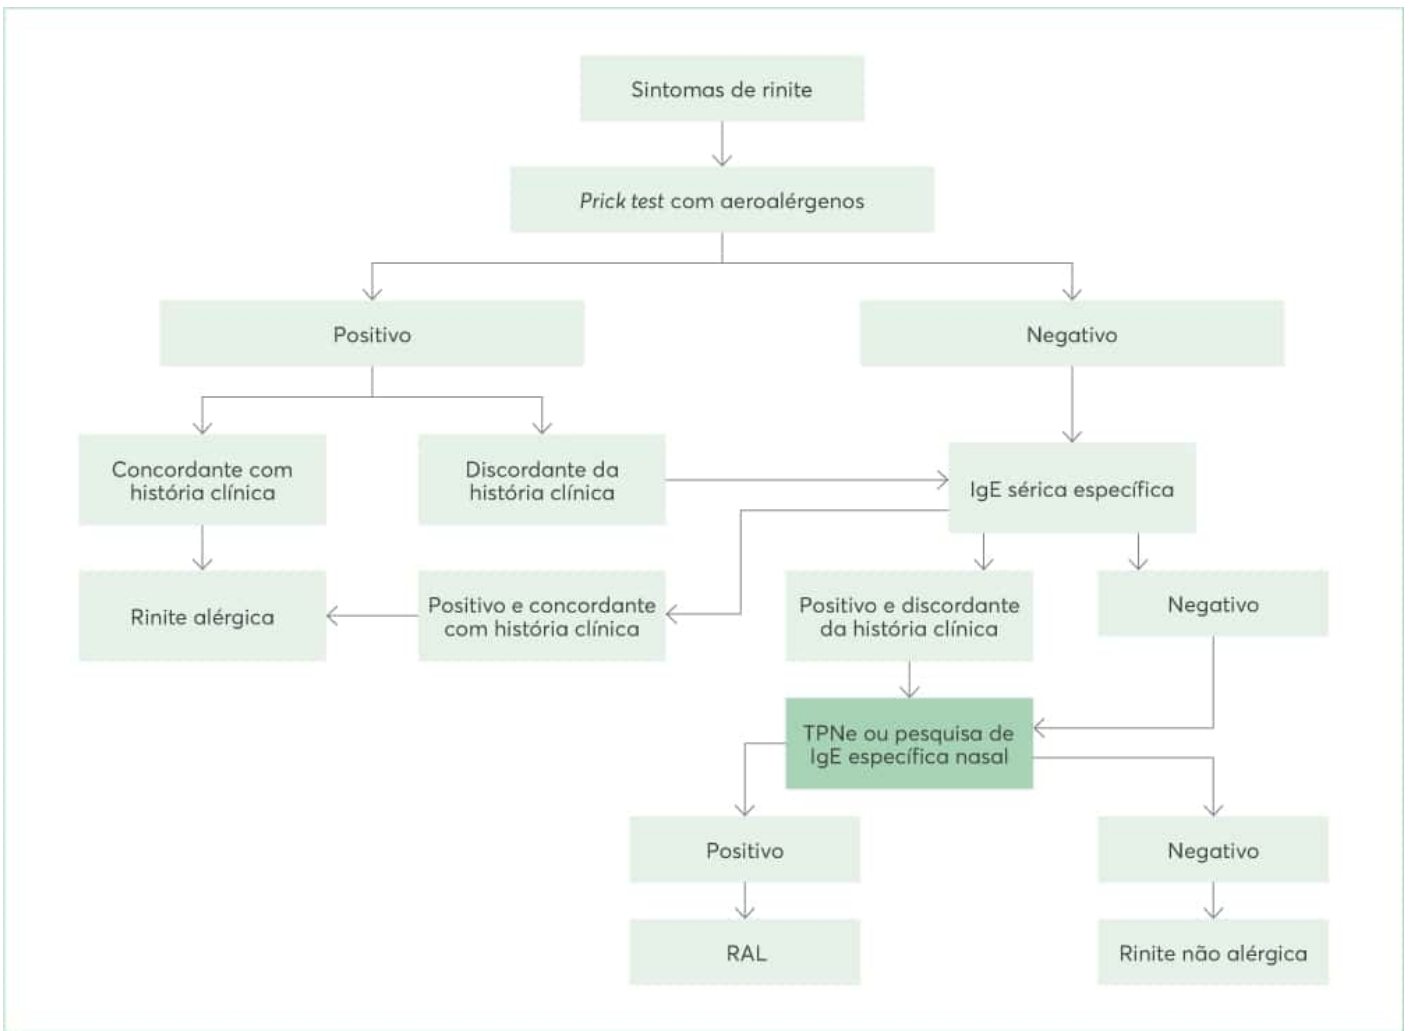 Sintomas de rinite
Prick test com aeroalérgenos
Positivo
Negativo
Concordante com
história clínica
Discordante da
história clínica
IgE sérica específica
Rinite alérgica
Positivo e concordante
com história clínica
Positivo e discordante
da história clínica
Negativo
TPNe ou pesquisa de
IgE específica nasal
Positivo
Negativo
RAL
Rinite não alérgica